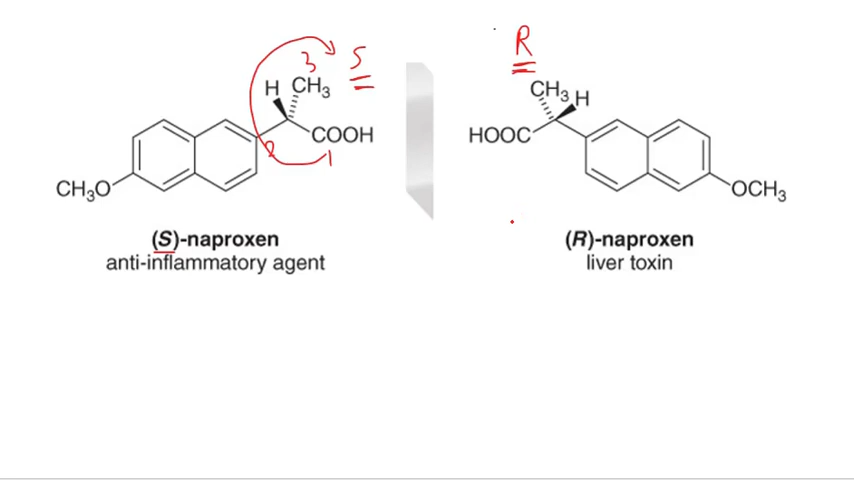 R
3 S
H CH₃
CH₃ H
COOH
HOOC
2 1
CH₃O
OCH₃
(S)-naproxen
anti-inflammatory agent
(R)-naproxen
liver toxin